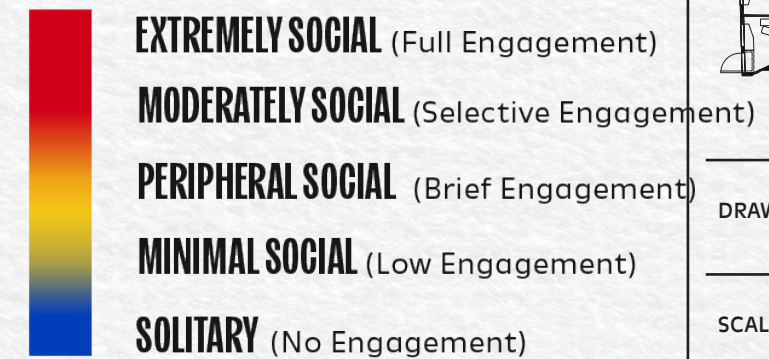 EXTREMELY SOCIAL (Full Engagement)
MODERATELY SOCIAL (Selective Engagement)
PERIPHERAL SOCIAL (Brief Engagement)
MINIMAL SOCIAL (Low Engagement)
SOLITARY (No Engagement)